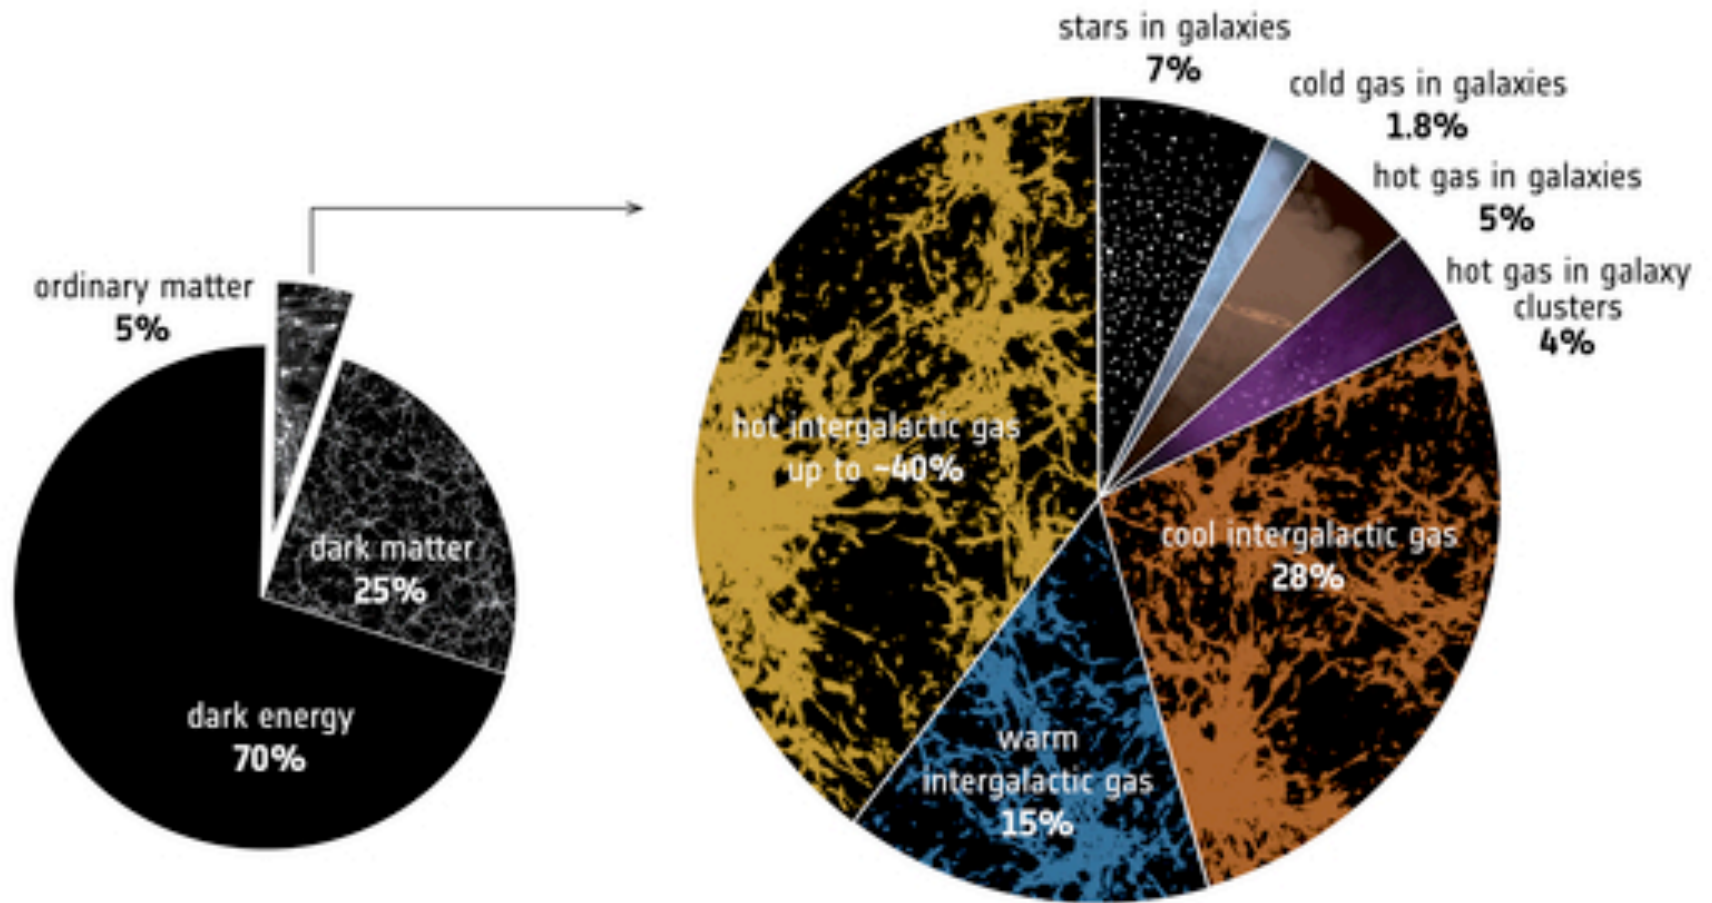 ordinary matter
5%
dark matter
25%
dark energy
70%
stars in galaxies
7%
cold gas in galaxies
1.8%
hot gas in galaxies
5%
hot gas in galaxy
clusters
4%
cool intergalactic gas
28%
warm
intergalactic gas
15%
hot intergalactic gas
up to ~40%